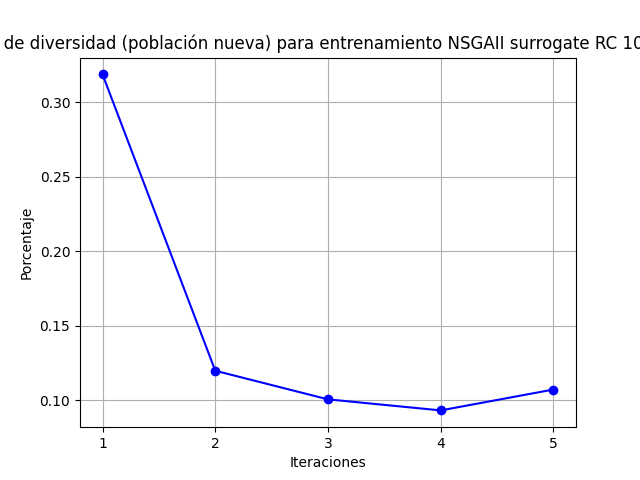 de diversidad (población nueva) para entrenamiento NSGAII surrogate RC 10
0.30
0.25
0.20
0.15
0.10
Porcentaje
1 2 3 4 5
Iteraciones